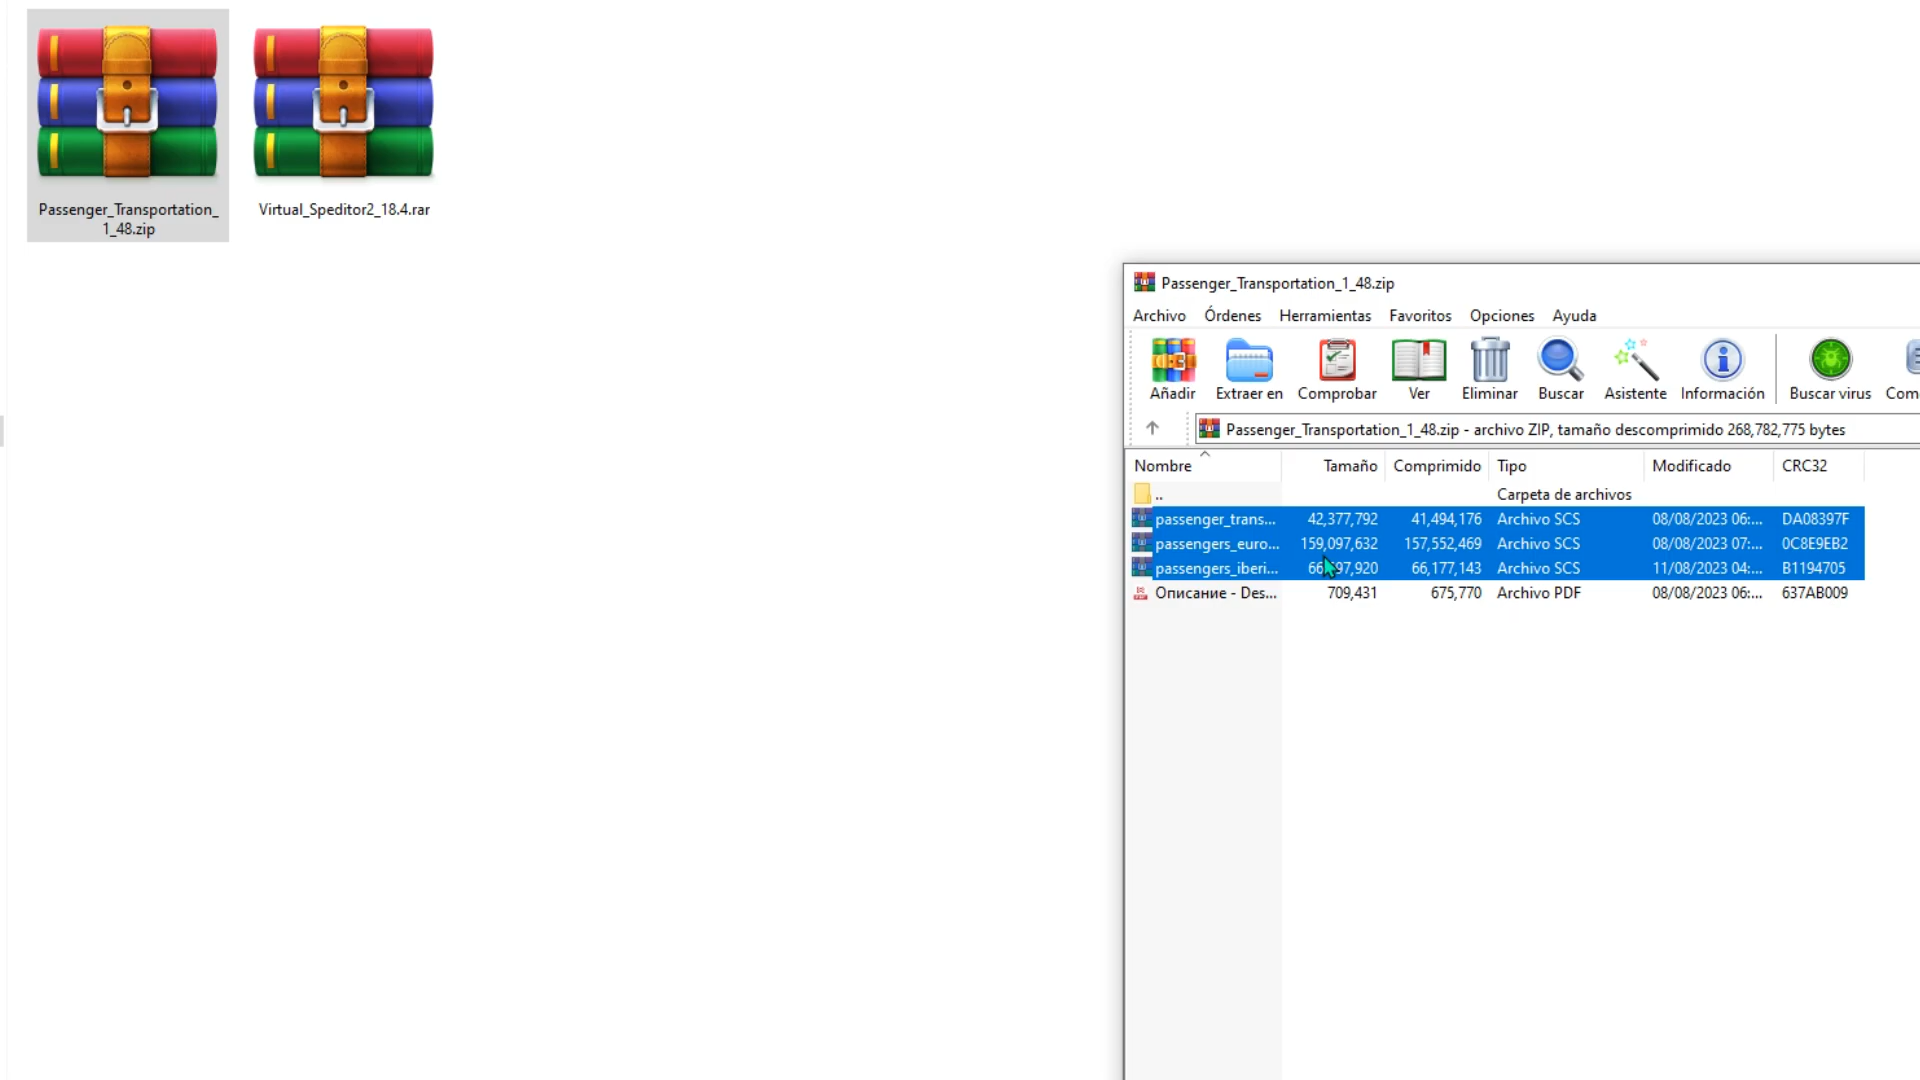 Passenger_Transportation_
1_48.zip
Virtual_Speditor2_18.4.rar
Passenger_Transportation_1_48.zip
Archivo Órdenes Herramientas Favoritos Opciones Ayuda
Añadir Extraer en Comprobar Ver Eliminar Buscar Asistente Información Buscar virus Com
Passenger_Transportation_1_48.zip - archivo ZIP, tamaño descomprimido 268,782,775 bytes
Nombre Tamaño Comprimido Tipo Modificado CRC32
.. Carpeta de archivos
passenger_trans... 42,377,792 41,494,176 Archivo SCS 08/08/2023 06:... DA08397F
passengers_euro... 159,097,632 157,552,469 Archivo SCS 08/08/2023 07:... 0C8E9EB2
passengers_iberi... 66,177,143 Archivo SCS 11/08/2023 04:... B1194705
Описание - Des... 709,431 675,770 Archivo PDF 08/08/2023 06:... 637AB009